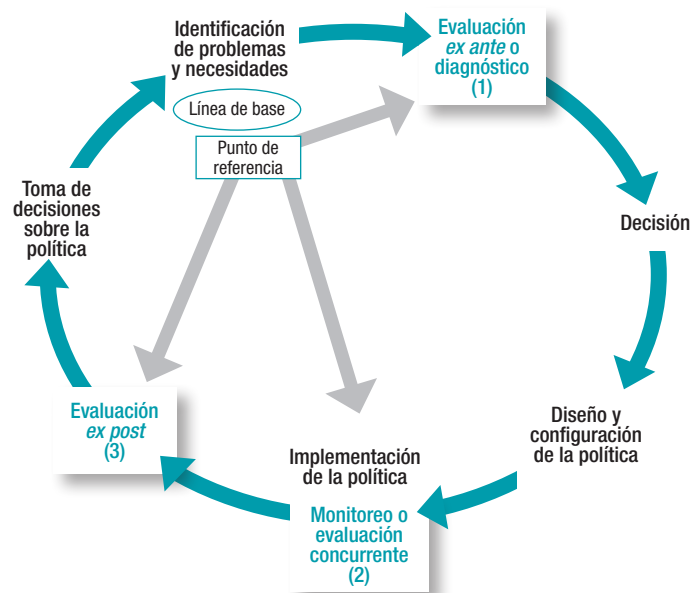 Identificación
de problemas
y necesidades
Evaluación
ex ante o
diagnóstico
(1)
Línea de base
Punto de
referencia
Toma de
decisiones
sobre la
política
Decisión
Evaluación
ex post
(3)
Diseño y
configuración
de la política
Implementación
de la política
Monitoreo o
evaluación
concurrente
(2)